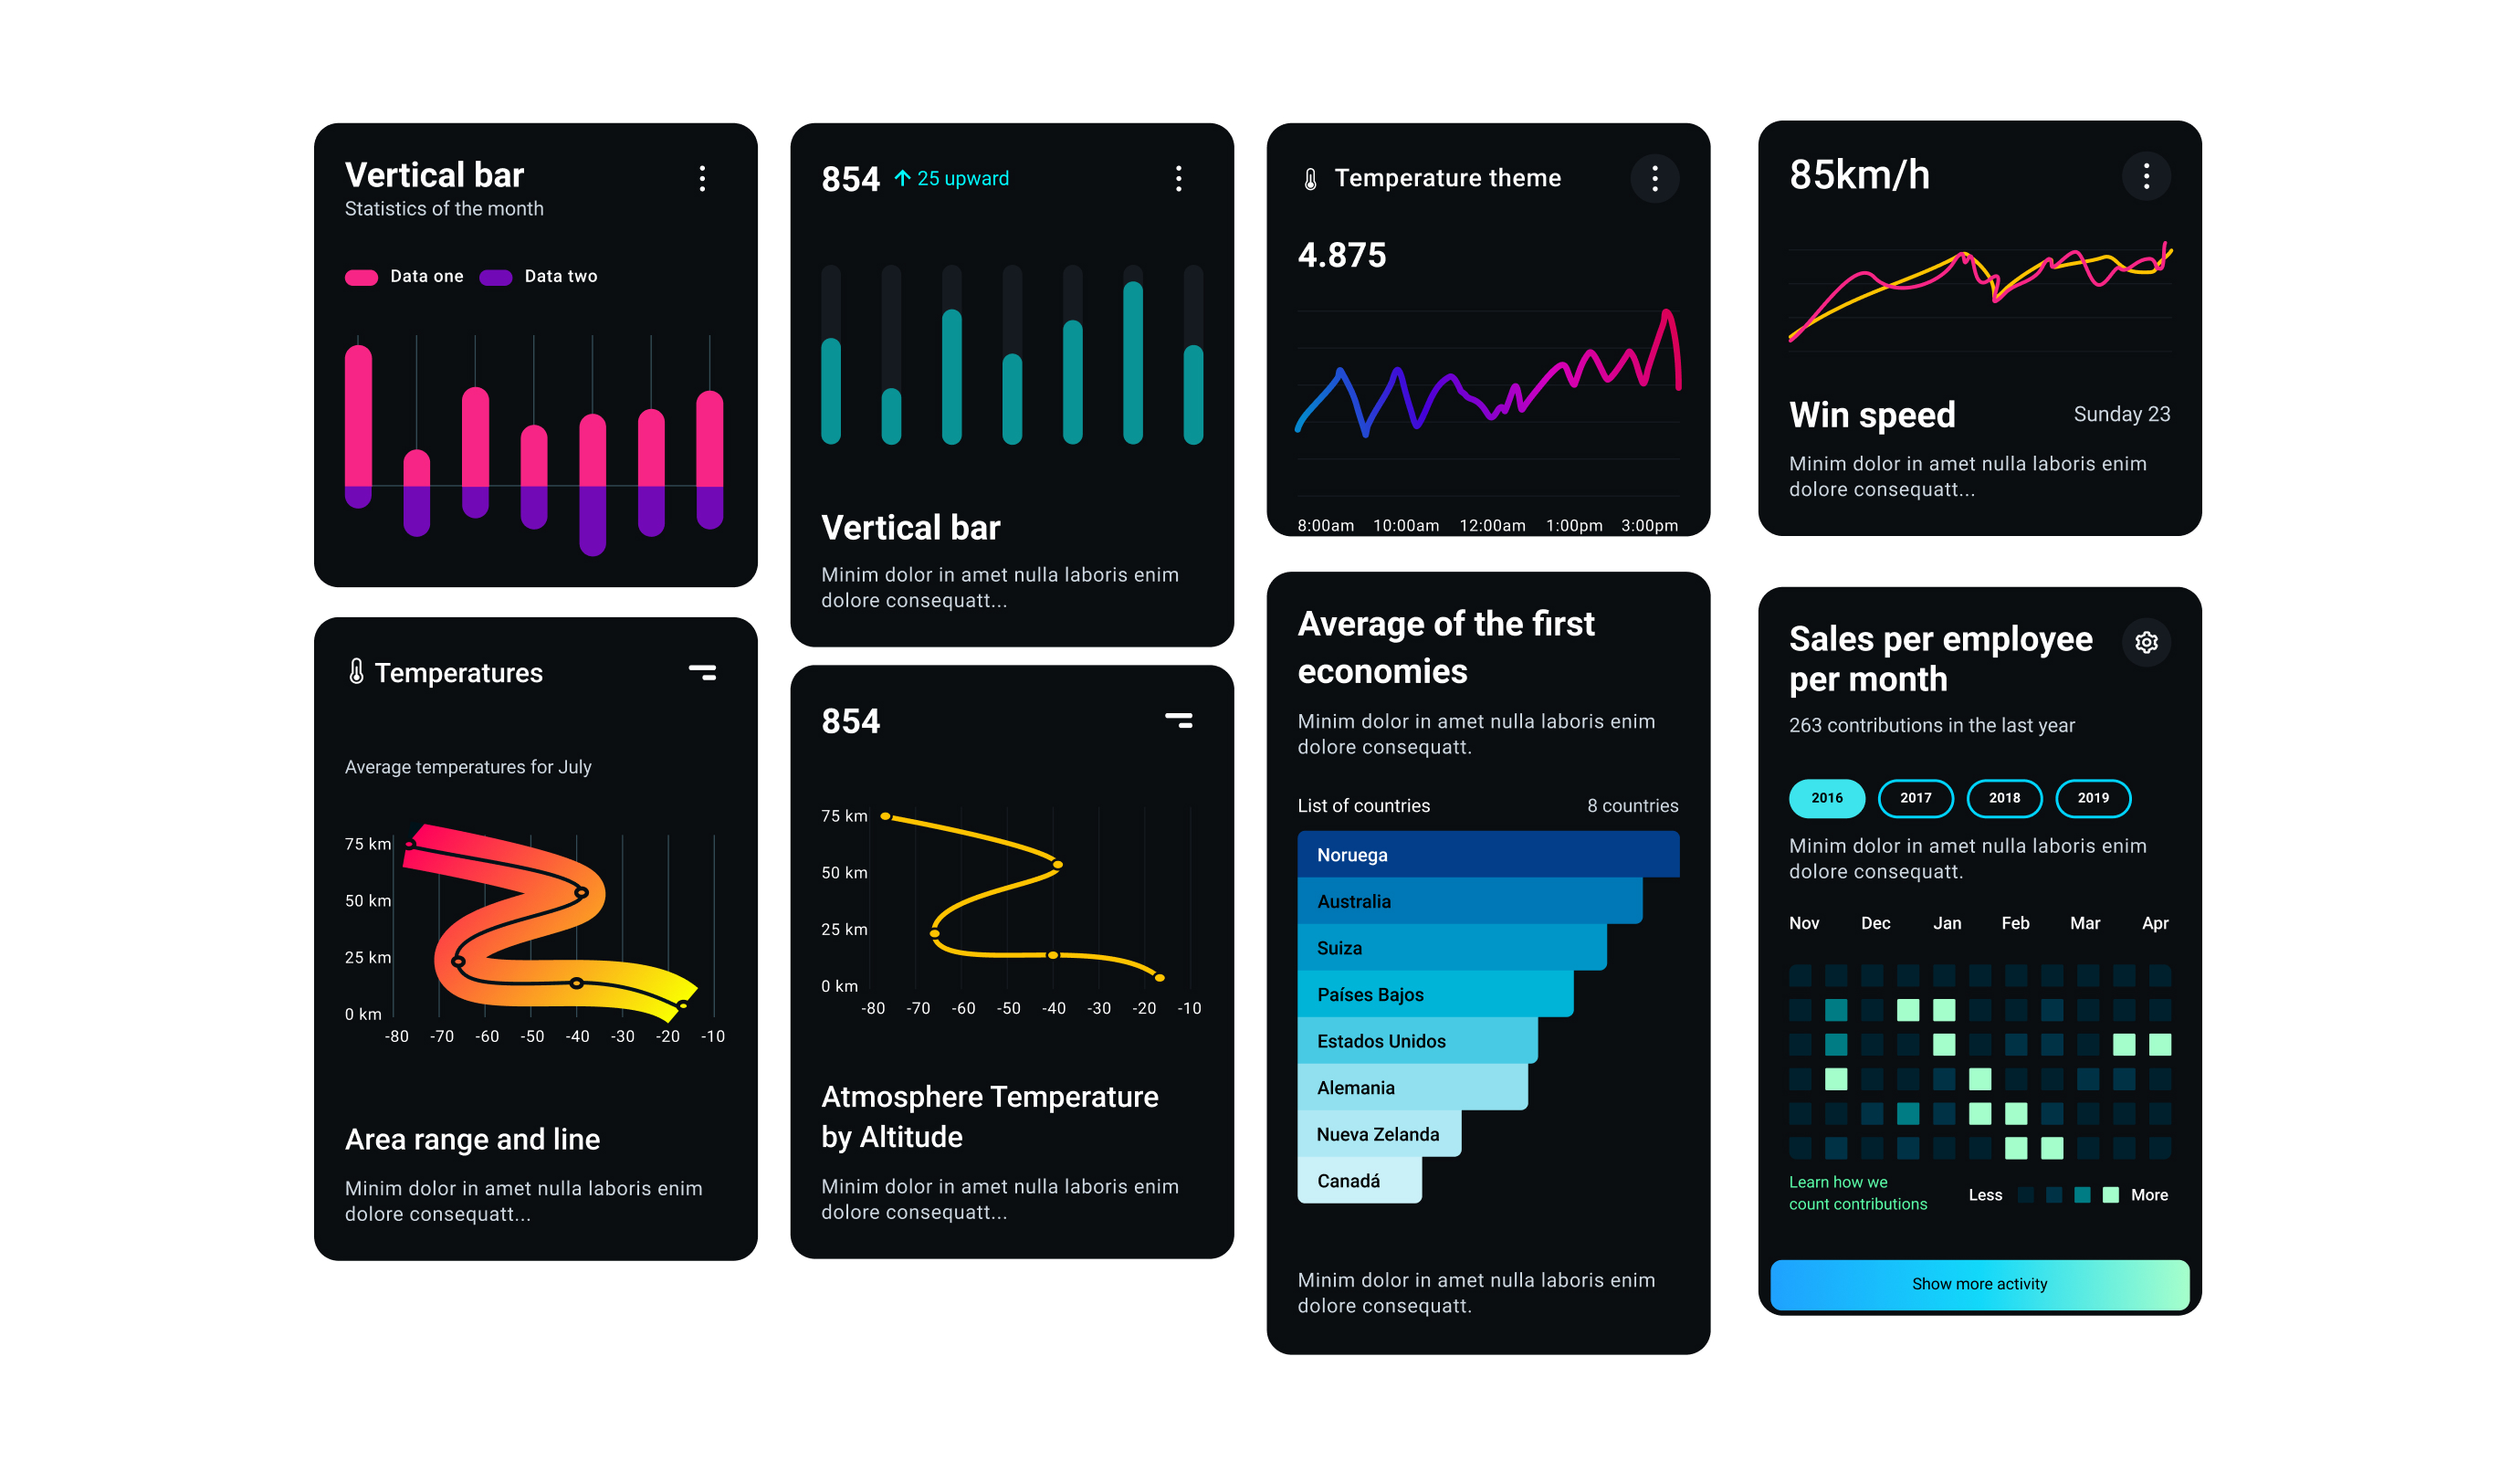 Vertical bar
Statistics of the month
Data one Data two
Temperatures
Average temperatures for July
75 km
50 km
25 km
0 km
-80 -70 -60 -50 -40 -30 -20 -10
Area range and line
Minim dolor in amet nulla laboris enim
dolore consequatt...
854 25 upward
Vertical bar
Minim dolor in amet nulla laboris enim
dolore consequatt...
854
75 km
50 km
25 km
0 km
-80 -70 -60 -50 -40 -30 -20 -10
Atmosphere Temperature
by Altitude
Minim dolor in amet nulla laboris enim
dolore consequatt...
Temperature theme
4.875
8:00am 10:00am 12:00am 1:00pm 3:00pm
Average of the first
economies
Minim dolor in amet nulla laboris enim
dolore consequatt.
List of countries 8 countries
Noruega
Australia
Suiza
Países Bajos
Estados Unidos
Alemania
Nueva Zelanda
Canadá
Minim dolor in amet nulla laboris enim
dolore consequatt.
85km/h
Win speed Sunday 23
Minim dolor in amet nulla laboris enim
dolore consequatt...
Sales per employee
per month
263 contributions in the last year
2016 2017 2018 2019
Minim dolor in amet nulla laboris enim
dolore consequatt.
Nov Dec Jan Feb Mar Apr
Learn how we
count contributions
Less More
Show more activity